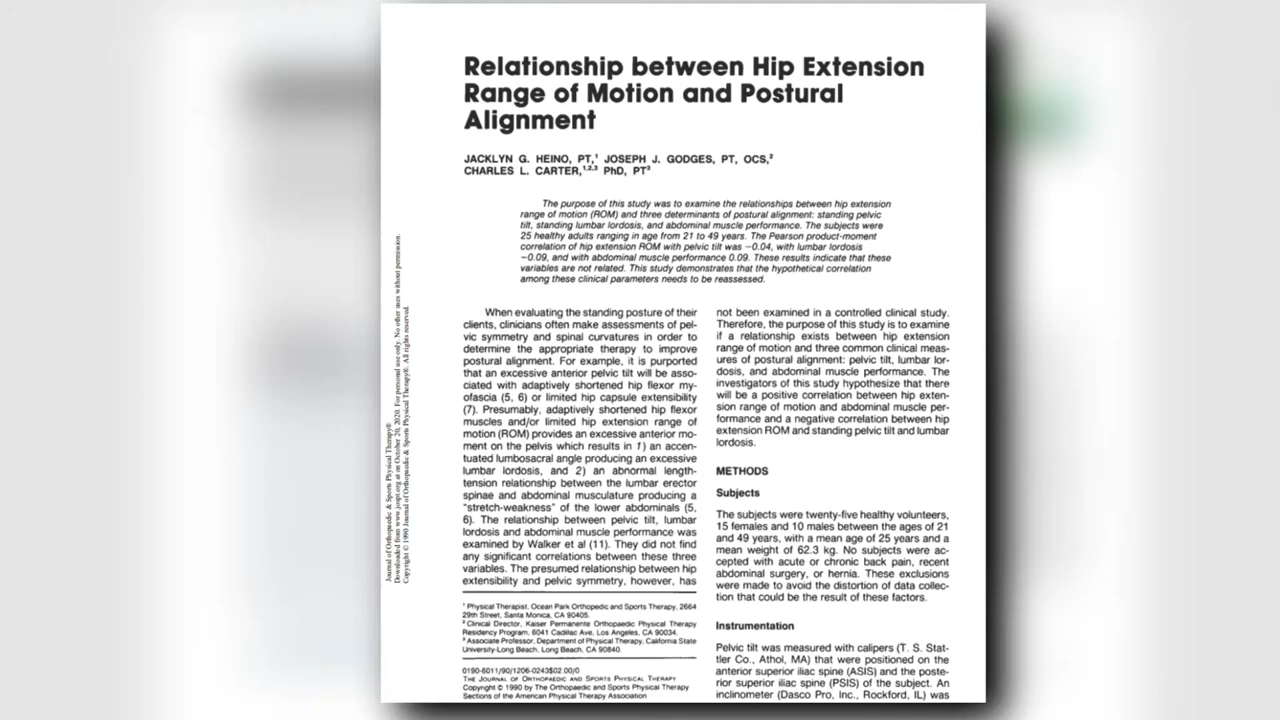 Relationship between Hip Extension
Range of Motion and Postural
Alignment
JACKLYN G. HEINO, PT,¹ JOSEPH J. GODGES, PT, OCS,²
CHARLES L. CARTER,¹,²,³ PhD, PT³
The purpose of this study was to examine the relationships between hip extension
range of motion (ROM) and three determinants of postural alignment: standing pelvic
tilt, standing lumbar lordosis, and abdominal muscle performance. The subjects were
25 healthy adults ranging in age from 21 to 49 years. The Pearson product-moment
correlation of hip extension ROM with pelvic tilt was −0.04, with lumbar lordosis
−0.09, and with abdominal muscle performance 0.09. These results indicate that these
variables are not related. This study demonstrates that the hypothetical correlation
among these clinical parameters needs to be reassessed.
When evaluating the standing posture of their
clients, clinicians often make assessments of pel-
vic symmetry and spinal curvatures in order to
determine the appropriate therapy to improve
postural alignment. For example, it is purported
that an excessive anterior pelvic tilt will be asso-
ciated with adaptively shortened hip flexor my-
ofascia (5, 6) or limited hip capsule extensibility
(7). Presumably, adaptively shortened hip flexor
muscles and/or limited hip extension range of
motion (ROM) provides an excessive anterior mo-
ment on the pelvis which results in 1) an accen-
tuated lumbosacral angle producing an excessive
lumbar lordosis, and 2) an abnormal length-
tension relationship between the lumbar erector
spinae and abdominal musculature producing a
"stretch-weakness" of the lower abdominals (5,
6). The relationship between pelvic tilt, lumbar
lordosis and abdominal muscle performance was
examined by Walker et al (11). They did not find
any significant correlations between these three
variables. The presumed relationship between hip
extensibility and pelvic symmetry, however, has
¹ Physical Therapist, Ocean Park Orthopedic and Sports Therapy, 2664
29th Street, Santa Monica, CA 90405.
² Clinical Director, Kaiser Permanente Orthopaedic Physical Therapy
Residency Program, 6041 Cadillac Ave, Los Angeles, CA 90034.
³ Associate Professor, Department of Physical Therapy, California State
University-Long Beach, Long Beach, CA 90840.
0190-6011/90/1206-0243$02.00/0
THE JOURNAL OF ORTHOPAEDIC AND SPORTS PHYSICAL THERAPY
Copyright © 1990 by The Orthopaedic and Sports Physical Therapy
Sections of the American Physical Therapy Association
not been examined in a controlled clinical study.
Therefore, the purpose of this study is to examine
if a relationship exists between hip extension
range of motion and three common clinical meas-
ures of postural alignment: pelvic tilt, lumbar lor-
dosis, and abdominal muscle performance. The
investigators of this study hypothesize that there
will be a positive correlation between hip exten-
sion range of motion and abdominal muscle per-
formance and a negative correlation between hip
extension ROM and standing pelvic tilt and lumbar
lordosis.
METHODS
Subjects
The subjects were twenty-five healthy volunteers,
15 females and 10 males between the ages of 21
and 49 years, with a mean age of 25 years and a
mean weight of 62.3 kg. No subjects were ac-
cepted with acute or chronic back pain, recent
abdominal surgery, or hernia. These exclusions
were made to avoid the distortion of data collec-
tion that could be the result of these factors.
Instrumentation
Pelvic tilt was measured with calipers (T. S. Stat-
tler Co., Athol, MA) that were positioned on the
anterior superior iliac spine (ASIS) and the poste-
rior superior iliac spine (PSIS) of the subject. An
inclinometer (Dasco Pro, Inc., Rockford, IL) was
Journal of Orthopaedic & Sports Physical Therapy®
Downloaded from www.jospt.org at on October 20, 2020. For personal use only. No other uses without permission.
Copyright © 1990 Journal of Orthopaedic & Sports Physical Therapy®. All rights reserved.